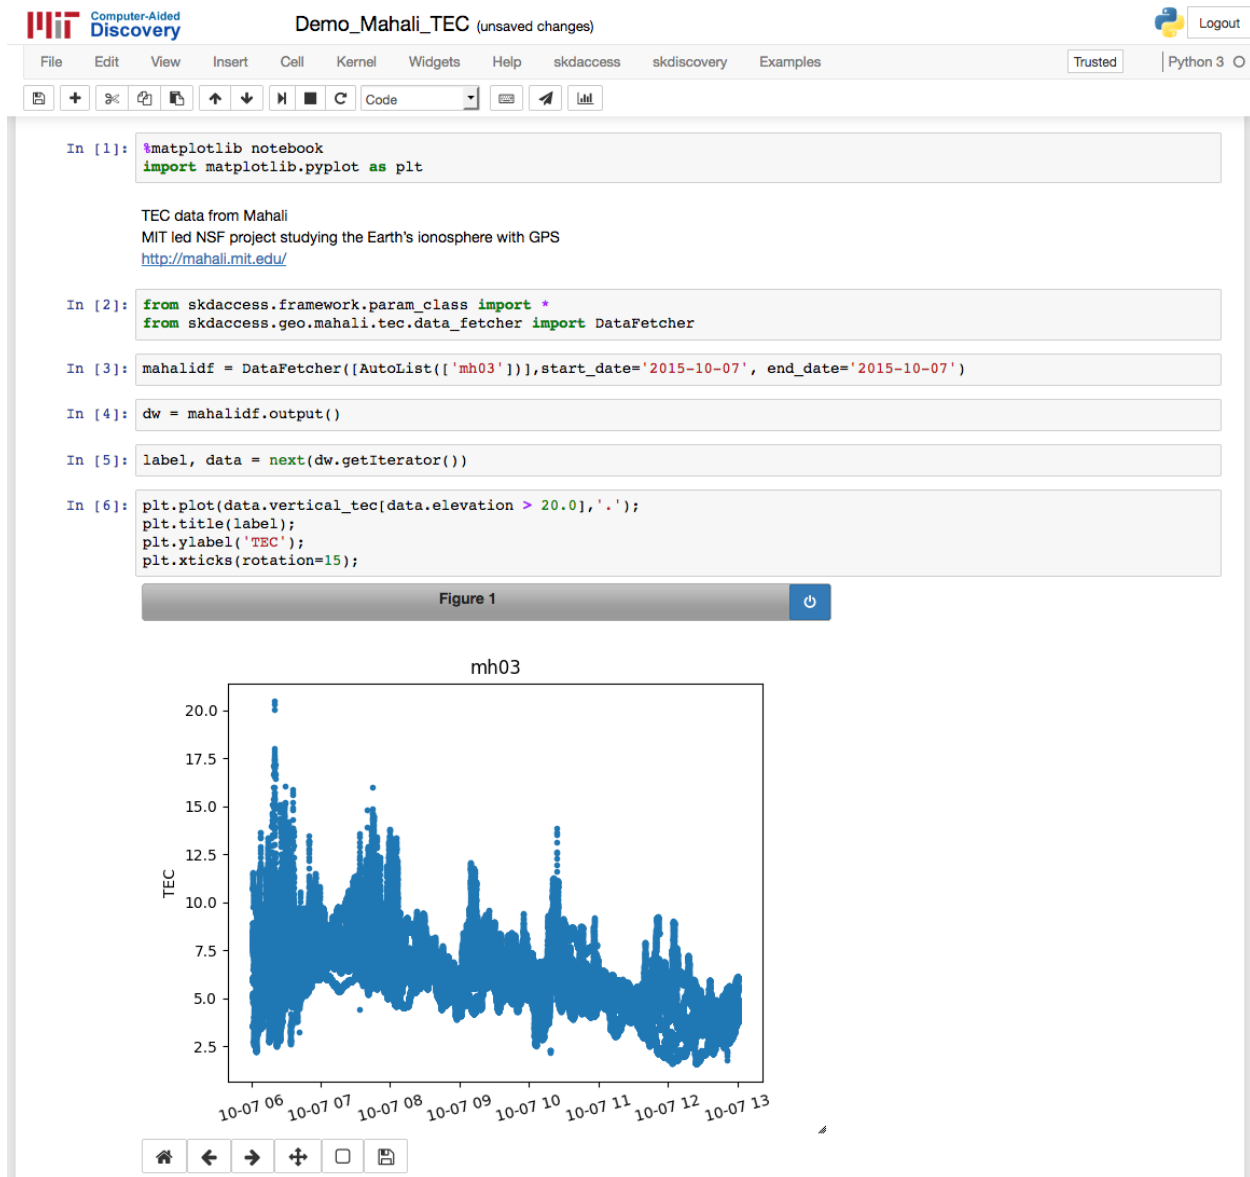 MIT Computer-Aided
Discovery
Demo_Mahali_TEC (unsaved changes)
Logout
File Edit View Insert Cell Kernel Widgets Help skdaccess skdiscovery Examples
Trusted
Python 3
Code
In [1]: %matplotlib notebook
import matplotlib.pyplot as plt
TEC data from Mahali
MIT led NSF project studying the Earth's ionosphere with GPS
http://mahali.mit.edu/
In [2]: from skdaccess.framework.param_class import *
from skdaccess.geo.mahali.tec.data_fetcher import DataFetcher
In [3]: mahalidf = DataFetcher([AutoList(['mh03'])],start_date='2015-10-07', end_date='2015-10-07')
In [4]: dw = mahalidf.output()
In [5]: label, data = next(dw.getIterator())
In [6]: plt.plot(data.vertical_tec[data.elevation > 20.0],'.');
plt.title(label);
plt.ylabel('TEC');
plt.xticks(rotation=15);
Figure 1
mh03
20.0
17.5
15.0
12.5
10.0
7.5
5.0
2.5
TEC
10-07 06 10-07 07 10-07 08 10-07 09 10-07 10 10-07 11 10-07 12 10-07 13